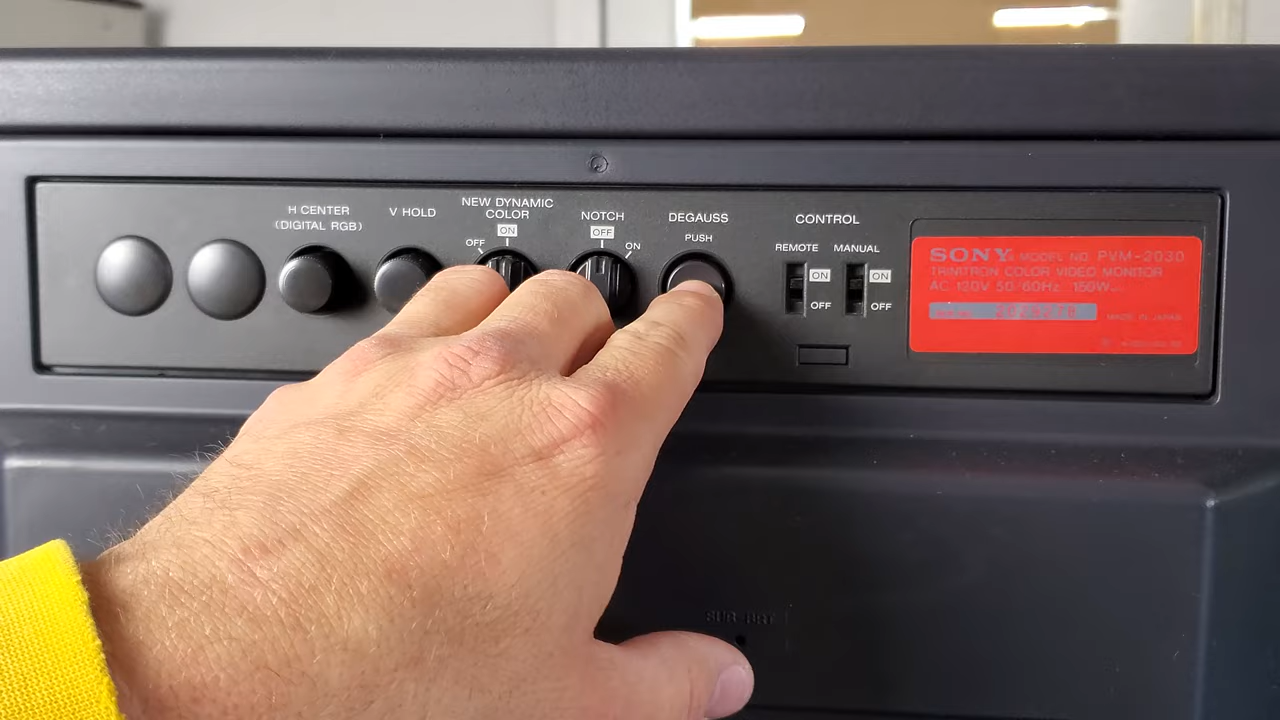 H CENTER
(DIGITAL RGB)
V HOLD
NEW DYNAMIC
COLOR
ON
OFF
NOTCH
OFF
ON
DEGAUSS
PUSH
CONTROL
REMOTE
MANUAL
ON
OFF
ON
OFF
SONY MODEL NO. PVM-2030
TRINITRON COLOR VIDEO MONITOR
AC 120V 50/60Hz 150W
MADE IN JAPAN